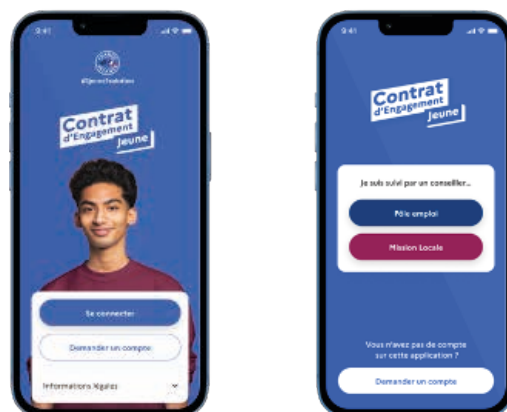 9:41
#1jeune1solution
Contrat
d'Engagement
Jeune
Se connecter
Demander un compte
Informations légales
9:41
Contrat
d'Engagement
Jeune
Je suis suivi par un conseiller...
Pôle emploi
Mission Locale
Vous n'avez pas de compte
sur cette application ?
Demander un compte